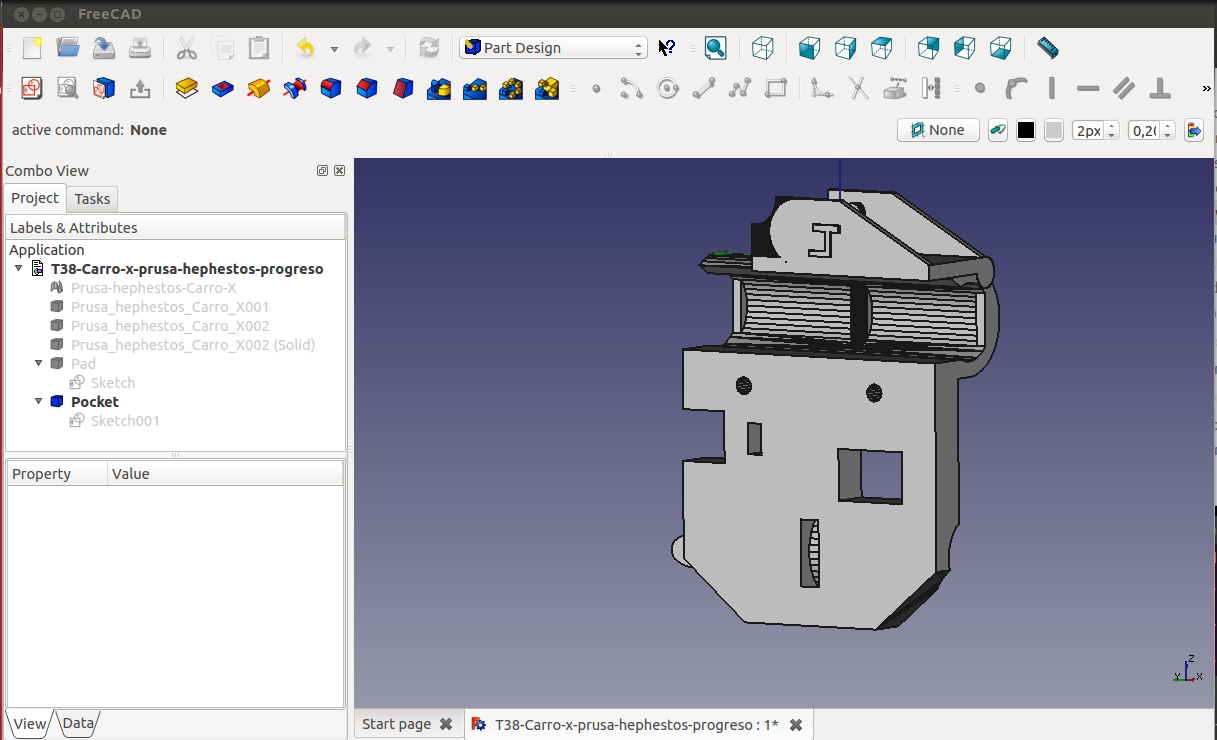 FreeCAD
Part Design
active command: None
None
2px
0,20
Combo View
Project
Tasks
Labels & Attributes
Application
T38-Carro-x-prusa-hephestos-progreso
Prusa-hephestos-Carro-X
Prusa_hephestos_Carro_X001
Prusa_hephestos_Carro_X002
Prusa_hephestos_Carro_X002 (Solid)
Pad
Sketch
Pocket
Sketch001
Property
Value
J
Z
Y
X
View
Data
Start page
T38-Carro-x-prusa-hephestos-progreso : 1*